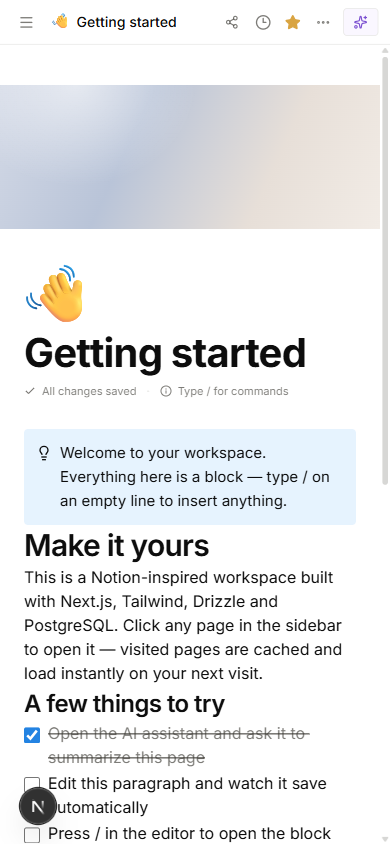 Getting started
Getting started
All changes saved · Type / for commands
Welcome to your workspace.
Everything here is a block — type / on
an empty line to insert anything.
Make it yours
This is a Notion-inspired workspace built
with Next.js, Tailwind, Drizzle and
PostgreSQL. Click any page in the sidebar
to open it — visited pages are cached and
load instantly on your next visit.
A few things to try
Open the AI assistant and ask it to
summarize this page
Edit this paragraph and watch it save
utomatically
N
Press / in the editor to open the block